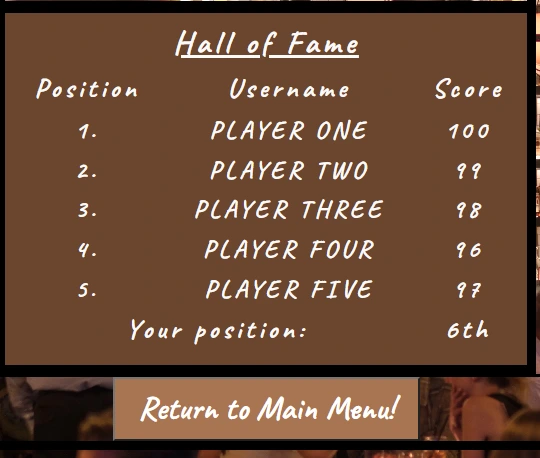 Hall of Fame
Position Username Score
1. PLAYER ONE 100
2. PLAYER TWO 99
3. PLAYER THREE 98
4. PLAYER FOUR 96
5. PLAYER FIVE 97
Your position: 6th
Return to Main Menu!